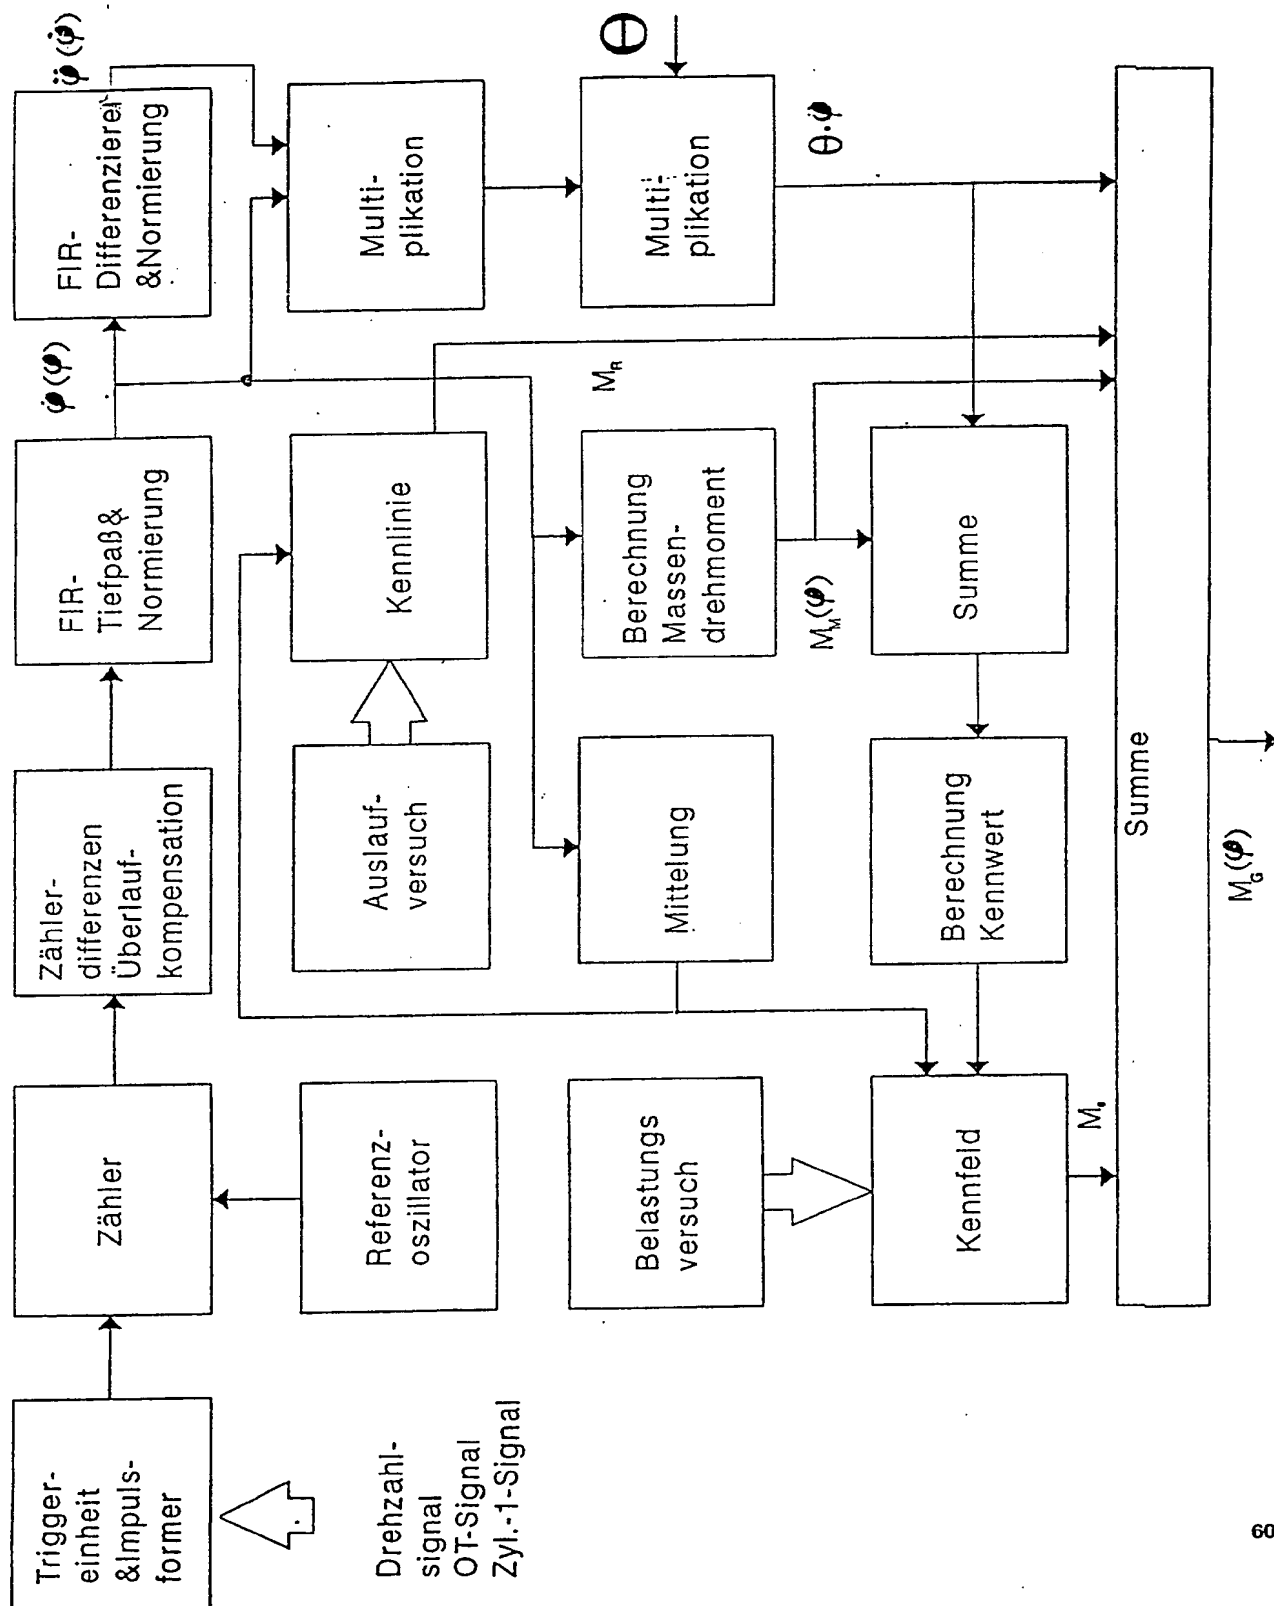 Trigger-
einheit
&Impuls-
former
Zähler
Zähler-
differenzen
Überlauf-
kompensation
FIR-
Tiefpaß&
Normierung
φ̇(φ)
FIR-
Differenzierer
&Normierung
φ̈(φ̇)
Drehzahl-
signal
OT-Signal
Zyl.-1-Signal
Referenz-
oszillator
Auslauf-
versuch
Kennlinie
Multi-
plikation
M_R
Belastungs
versuch
Mittelung
Berechnung
Massen-
drehmoment
Multi-
plikation
Θ
M_M(φ)
Θ·φ̈
Kennfeld
Berechnung
Kennwert
Summe
Summe
M_G(φ)
60